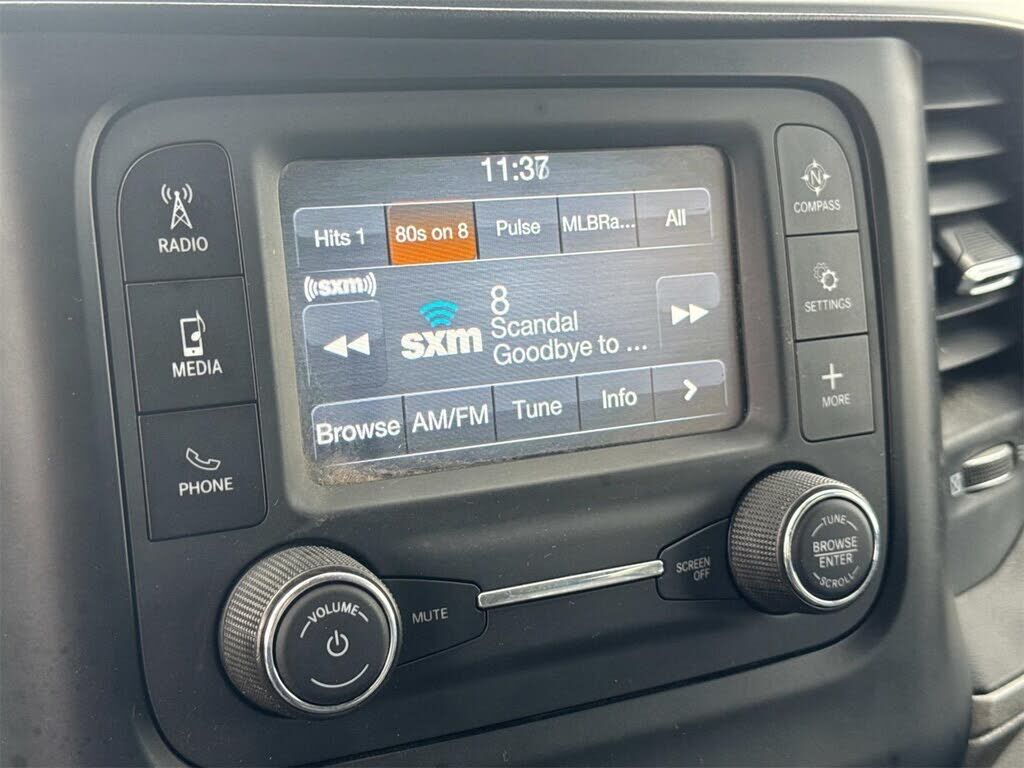 11:37
Hits 1
80s on 8
Pulse
MLBRa...
All
((sxm))
sxm
8
Scandal
Goodbye to ...
Browse
AM/FM
Tune
Info
RADIO
MEDIA
PHONE
N
COMPASS
SETTINGS
MORE
VOLUME
MUTE
SCREEN
OFF
TUNE
BROWSE
ENTER
SCROLL